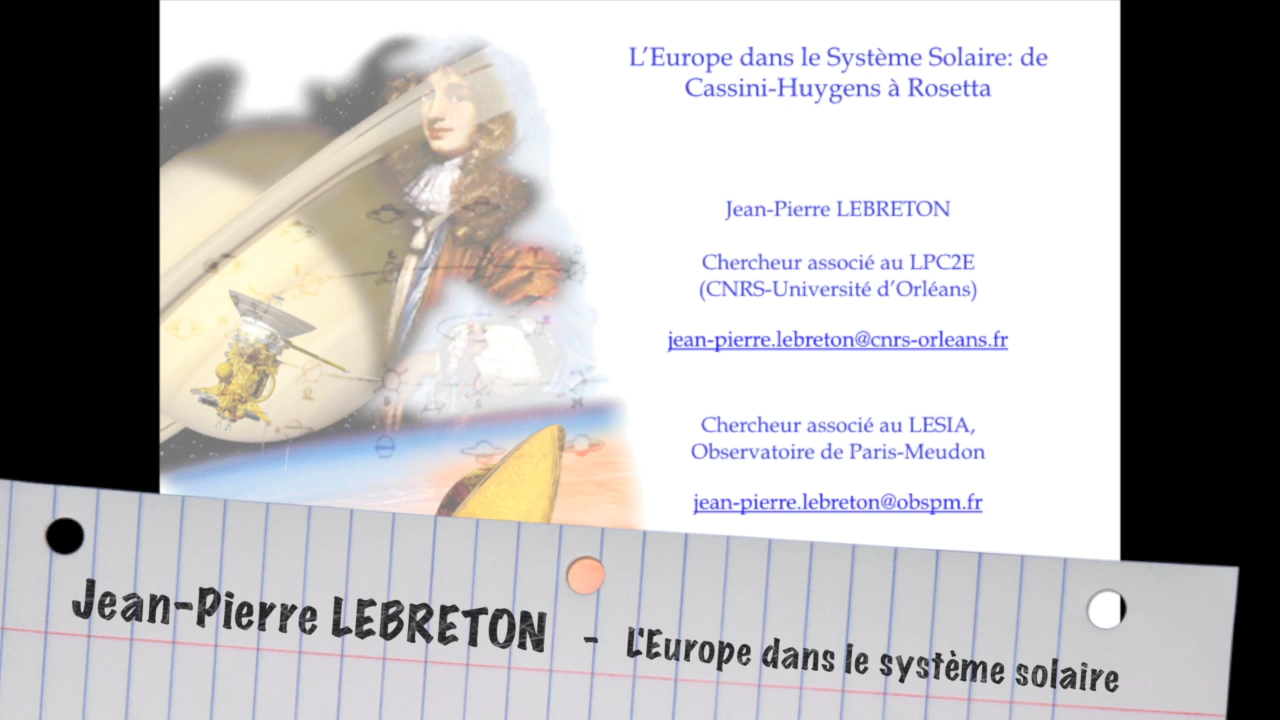 L'Europe dans le Système Solaire: de
Cassini-Huygens à Rosetta
Jean-Pierre LEBRETON
Chercheur associé au LPC2E
(CNRS-Université d'Orléans)
jean-pierre.lebreton@cnrs-orleans.fr
Chercheur associé au LESIA,
Observatoire de Paris-Meudon
jean-pierre.lebreton@obspm.fr
Jean-Pierre LEBRETON - L'Europe dans le système solaire